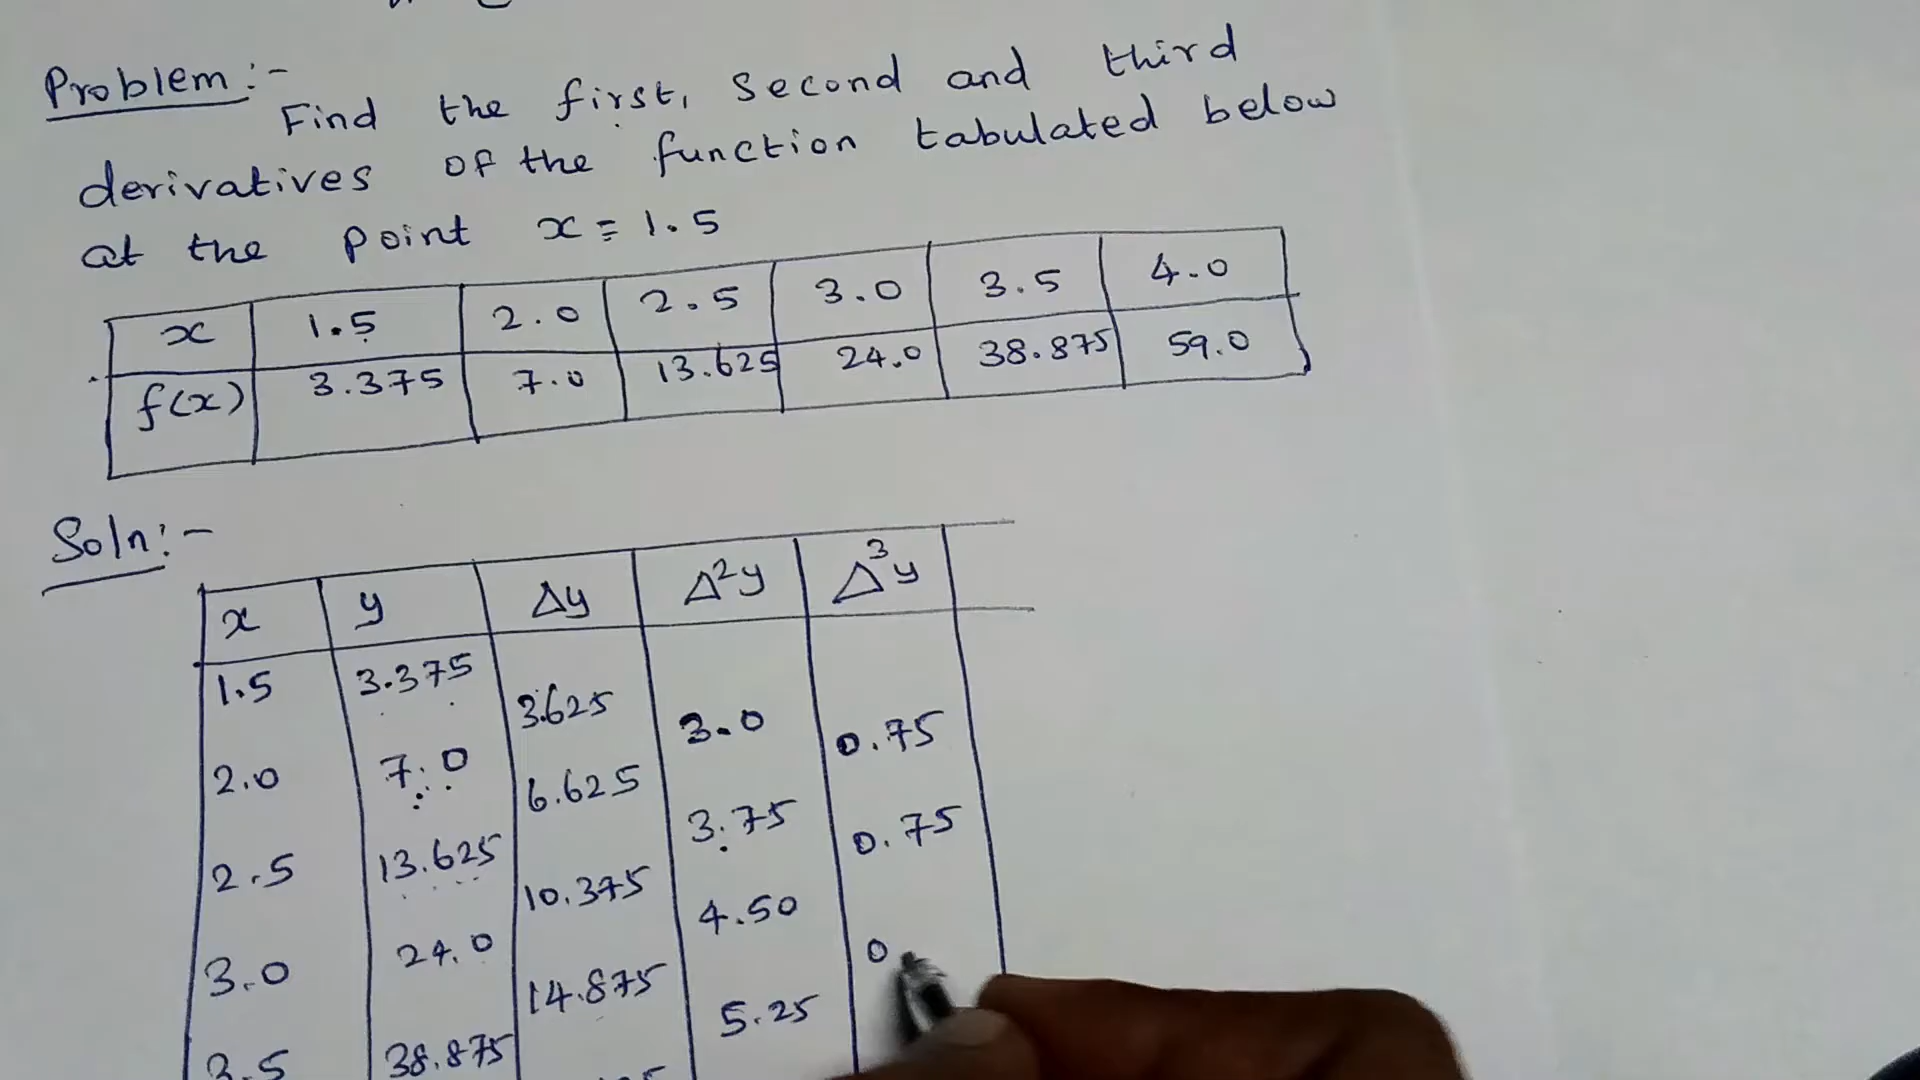 Problem :-
Find the first, second and third
derivatives of the function tabulated below
at the point x = 1.5
x 1.5 2.0 2.5 3.0 3.5 4.0
f(x) 3.375 7.0 13.625 24.0 38.875 59.0
Soln :-
x y Δy Δ²y Δ³y
1.5 3.375
3.625
3.0
0.75
2.0 7.0
6.625
3.75
0.75
2.5 13.625
10.375
4.50
0.
3.0 24.0
14.875
5.25
3.5 38.875